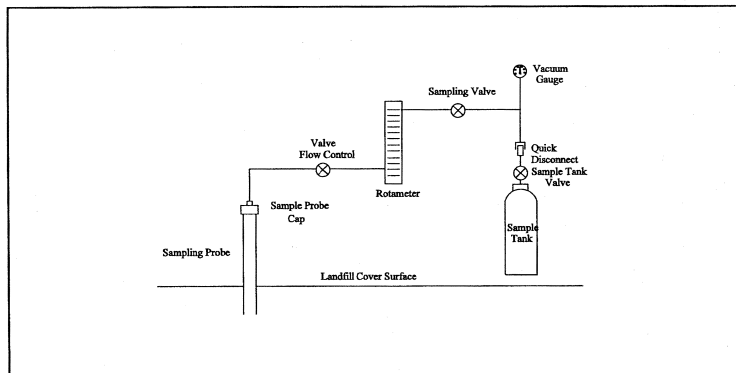 Vacuum
Gauge
Sampling Valve
Valve
Flow Control
Quick
Disconnect
Sample Tank
Valve
Rotameter
Sample Probe
Cap
Sample
Tank
Sampling Probe
Landfill Cover Surface